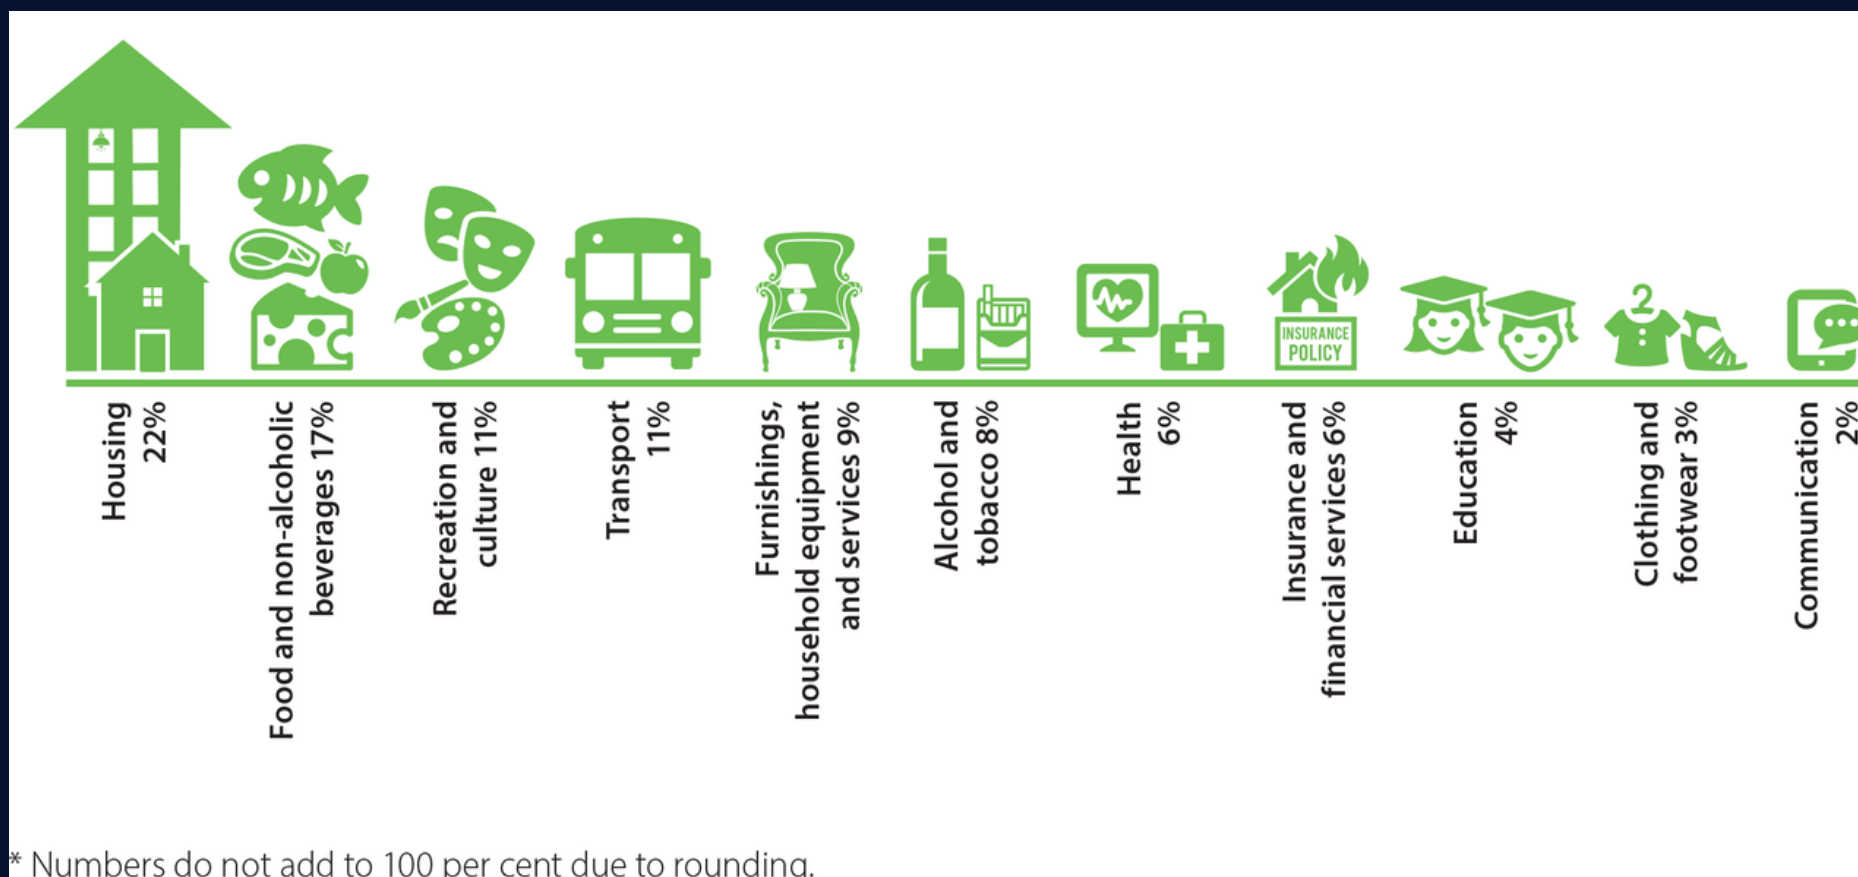 INSURANCE
POLICY
Housing
22%
Food and non-alcoholic
beverages 17%
Recreation and
culture 11%
Transport
11%
Furnishings,
household equipment
and services 9%
Alcohol and
tobacco 8%
Health
6%
Insurance and
financial services 6%
Education
4%
Clothing and
footwear 3%
Communication
2%
* Numbers do not add to 100 per cent due to rounding.